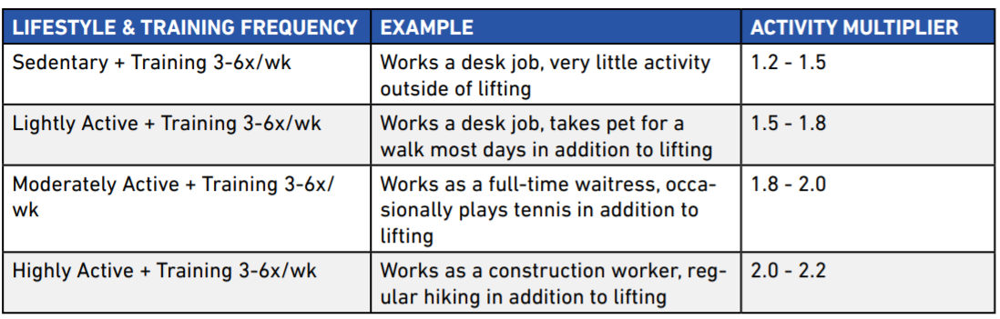 LIFESTYLE & TRAINING FREQUENCY EXAMPLE ACTIVITY MULTIPLIER
Sedentary + Training 3-6x/wk Works a desk job, very little activity 1.2 - 1.5
outside of lifting
Lightly Active + Training 3-6x/wk Works a desk job, takes pet for a 1.5 - 1.8
walk most days in addition to lifting
Moderately Active + Training 3-6x/ Works as a full-time waitress, occa- 1.8 - 2.0
wk sionally plays tennis in addition to
lifting
Highly Active + Training 3-6x/wk Works as a construction worker, reg- 2.0 - 2.2
ular hiking in addition to lifting